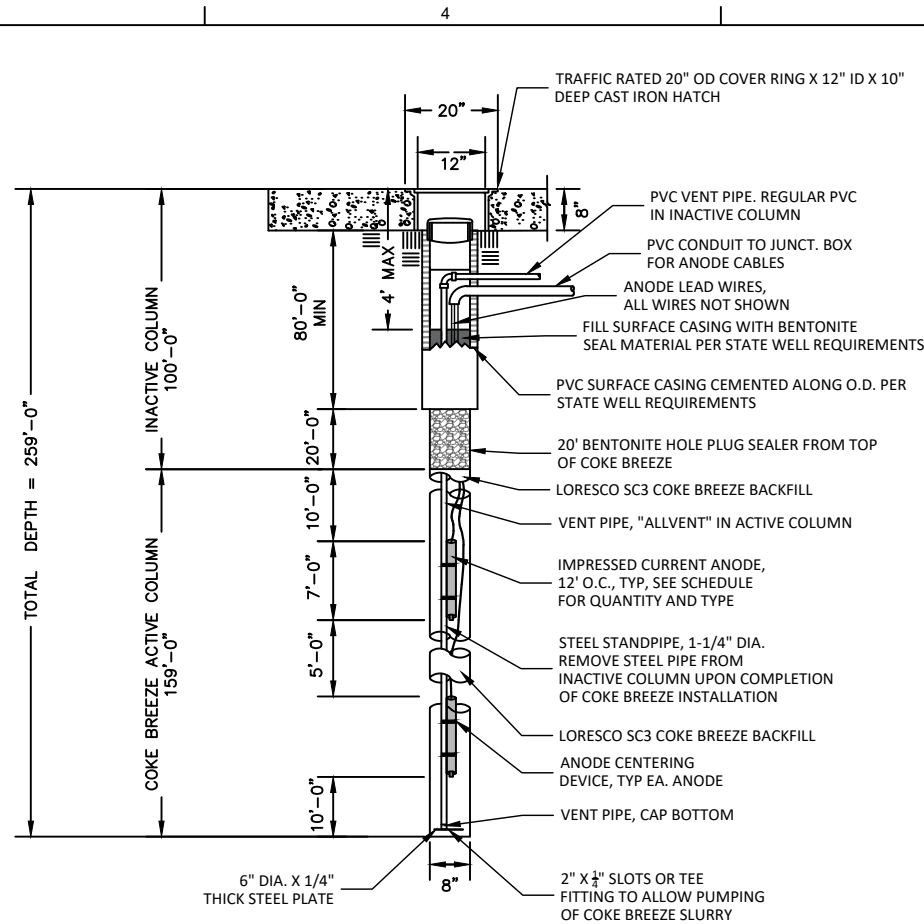 4
TRAFFIC RATED 20" OD COVER RING X 12" ID X 10"
DEEP CAST IRON HATCH
20"
12"
8"
PVC VENT PIPE. REGULAR PVC
IN INACTIVE COLUMN
PVC CONDUIT TO JUNCT. BOX
FOR ANODE CABLES
4' MAX
80'-0"
MIN
ANODE LEAD WIRES,
ALL WIRES NOT SHOWN
FILL SURFACE CASING WITH BENTONITE
SEAL MATERIAL PER STATE WELL REQUIREMENTS
INACTIVE COLUMN
100'-0"
PVC SURFACE CASING CEMENTED ALONG O.D. PER
STATE WELL REQUIREMENTS
20'-0"
20' BENTONITE HOLE PLUG SEALER FROM TOP
OF COKE BREEZE
TOTAL DEPTH = 259'-0"
LORESCO SC3 COKE BREEZE BACKFILL
10'-0"
VENT PIPE, "ALLVENT" IN ACTIVE COLUMN
7'-0"
IMPRESSED CURRENT ANODE,
12' O.C., TYP, SEE SCHEDULE
FOR QUANTITY AND TYPE
COKE BREEZE ACTIVE COLUMN
159'-0"
5'-0"
STEEL STANDPIPE, 1-1/4" DIA.
REMOVE STEEL PIPE FROM
INACTIVE COLUMN UPON COMPLETION
OF COKE BREEZE INSTALLATION
LORESCO SC3 COKE BREEZE BACKFILL
ANODE CENTERING
DEVICE, TYP EA. ANODE
10'-0"
VENT PIPE, CAP BOTTOM
6" DIA. X 1/4"
THICK STEEL PLATE
8"
2" X 1/4" SLOTS OR TEE
FITTING TO ALLOW PUMPING
OF COKE BREEZE SLURRY